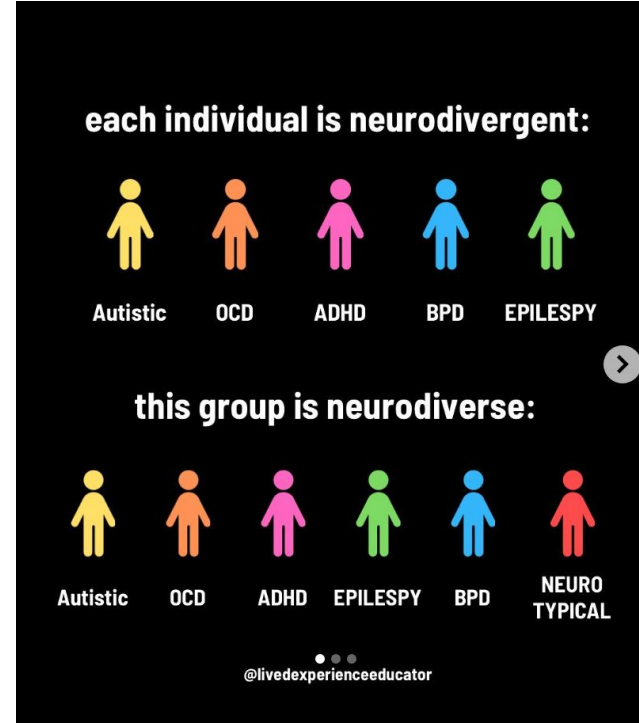 each individual is neurodivergent:
Autistic OCD ADHD BPD EPILESPY
this group is neurodiverse:
Autistic OCD ADHD EPILESPY BPD NEURO
TYPICAL
@livedexperienceeducator